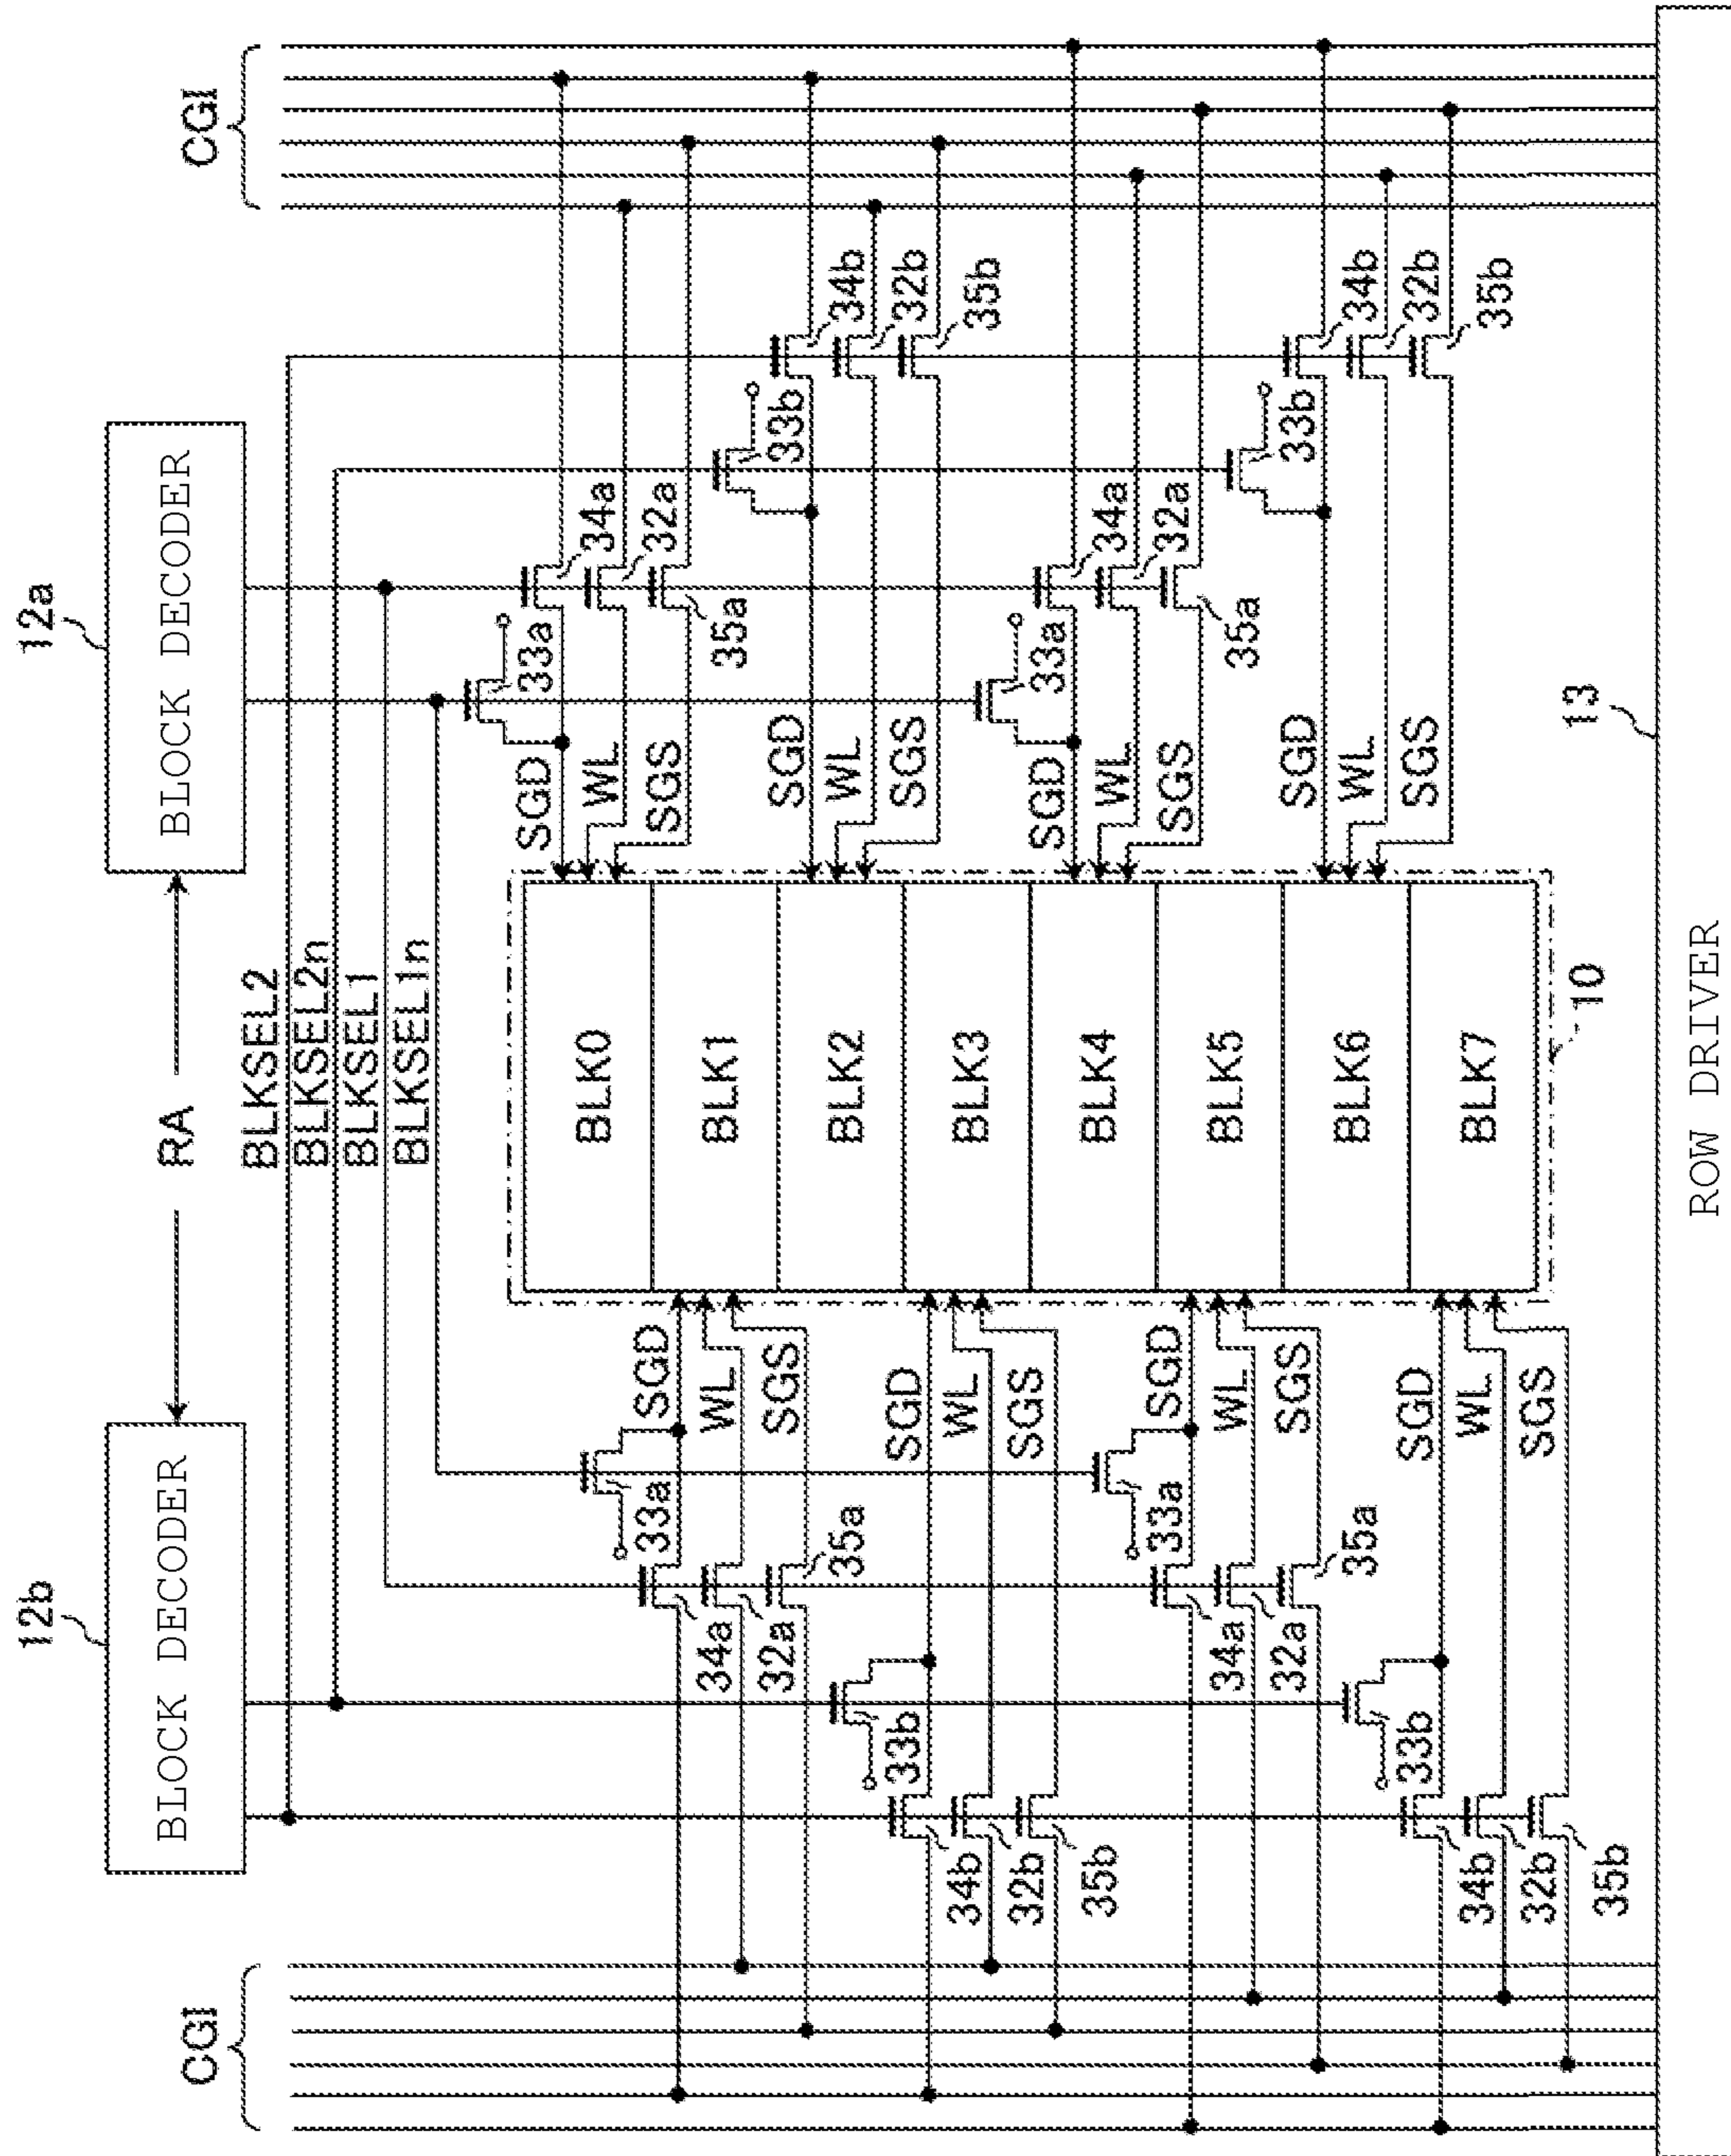 12b
12a
BLOCK DECODER
RA
BLOCK DECODER
CGI
CGI
BLKSEL2
BLKSEL2n
BLKSEL1
BLKSEL1n
33a
34a
32a
35a
SGD
WL
SGS
BLK0
33a
34a
32a
35a
SGD
WL
SGS
BLK1
33b
34b
32b
35b
SGD
WL
SGS
BLK2
33b
34b
32b
35b
SGD
WL
SGS
BLK3
33a
34a
32a
35a
SGD
WL
SGS
BLK4
33a
34a
32a
35a
SGD
WL
SGS
BLK5
33b
34b
32b
35b
SGD
WL
SGS
BLK6
33b
34b
32b
35b
SGD
WL
SGS
BLK7
10
13
ROW DRIVER